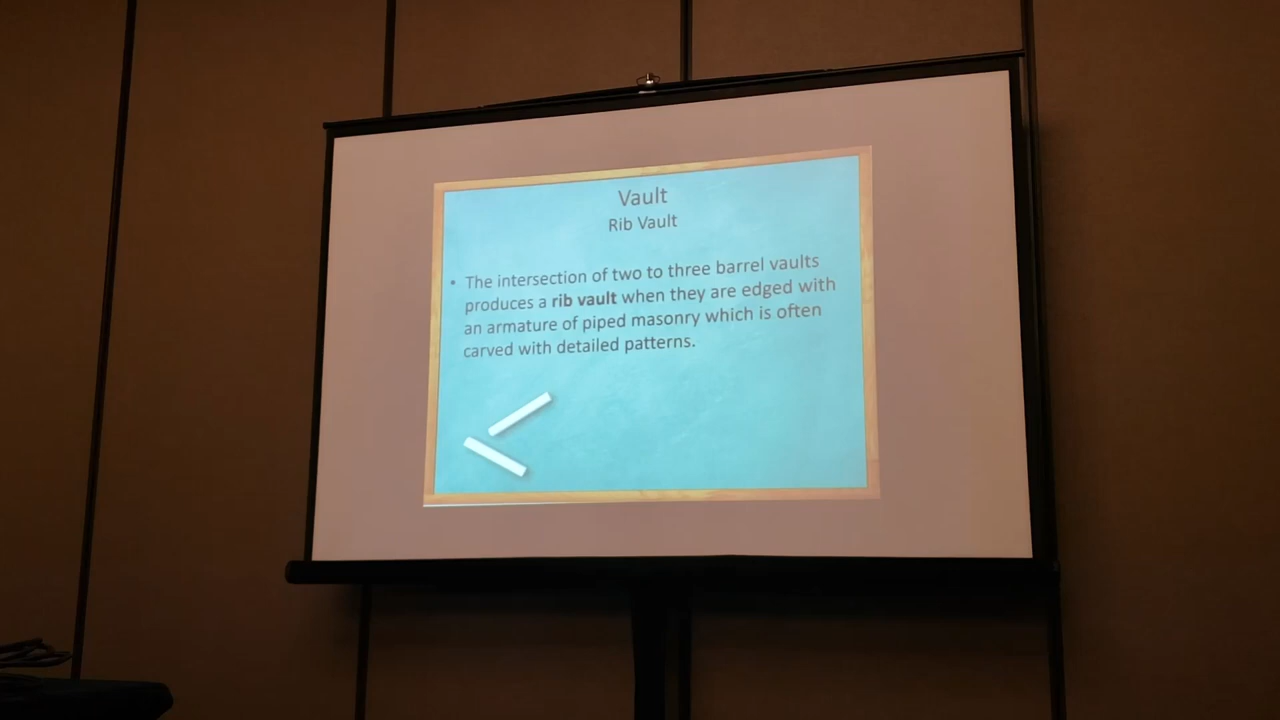 Vault
Rib Vault
• The intersection of two to three barrel vaults
produces a rib vault when they are edged with
an armature of piped masonry which is often
carved with detailed patterns.